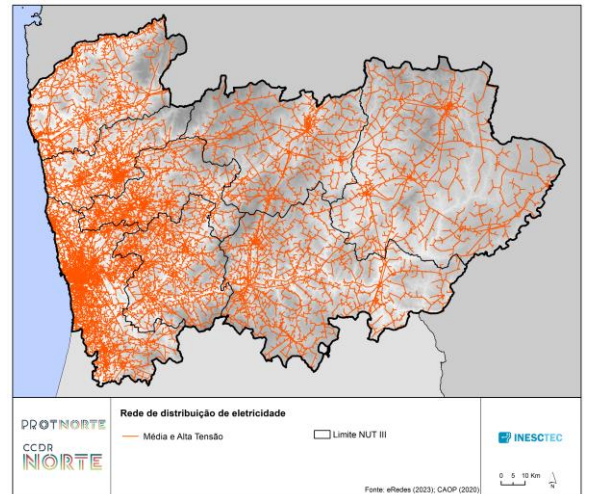 PROTNORTE
CCDR
NORTE
Rede de distribuição de eletricidade
Média e Alta Tensão
Limite NUT III
INESCTEC
0 5 10 Km
N
Fonte: eRedes (2023); CAOP (2020)